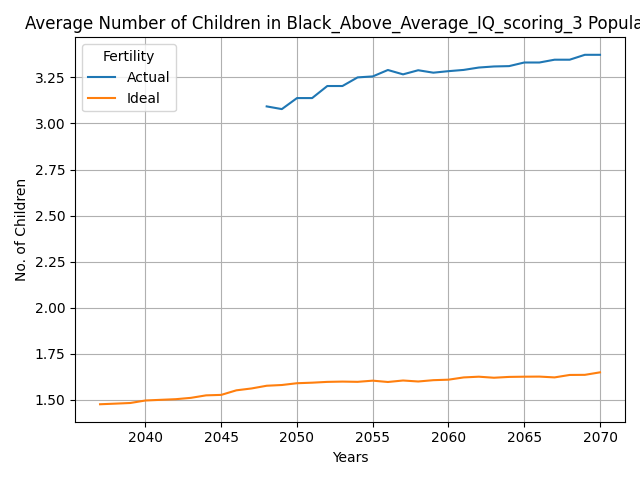 Average Number of Children in Black_Above_Average_IQ_scoring_3 Popula
Fertility
Actual
Ideal
3.25
3.00
2.75
2.50
2.25
2.00
1.75
1.50
No. of Children
2040 2045 2050 2055 2060 2065 2070
Years